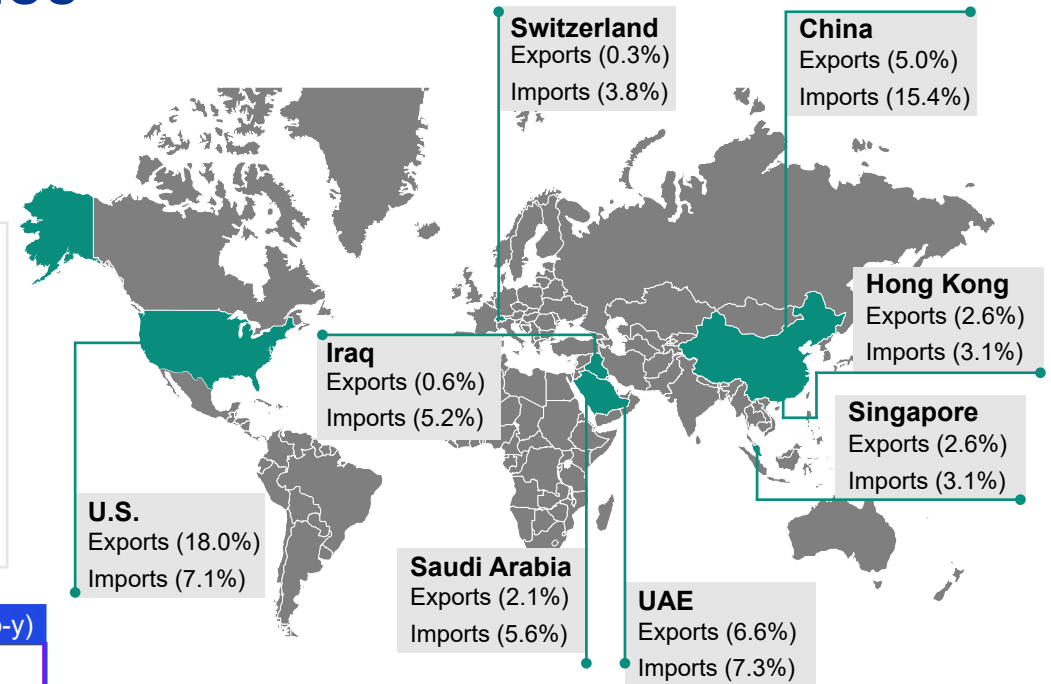 Switzerland
Exports (0.3%)
Imports (3.8%)
China
Exports (5.0%)
Imports (15.4%)
Hong Kong
Exports (2.6%)
Imports (3.1%)
Iraq
Exports (0.6%)
Imports (5.2%)
Singapore
Exports (2.6%)
Imports (3.1%)
U.S.
Exports (18.0%)
Imports (7.1%)
Saudi Arabia
Exports (2.1%)
Imports (5.6%)
UAE
Exports (6.6%)
Imports (7.3%)
-y)